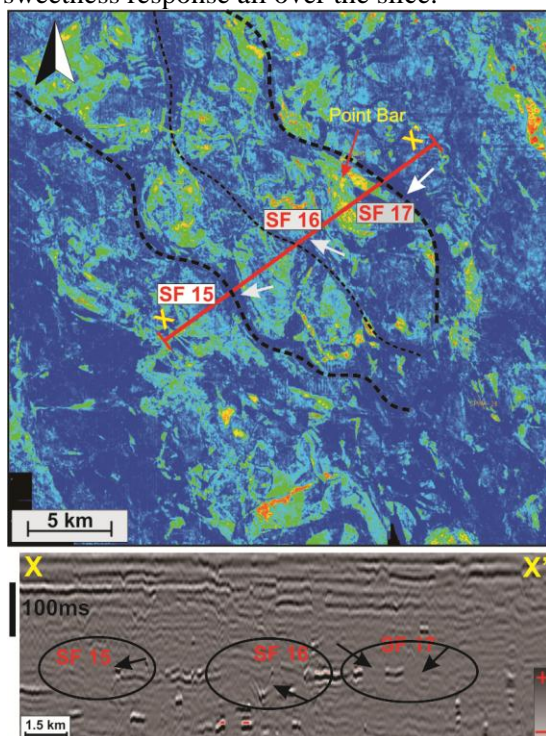 sweetness response all over the slice.
Point Bar
X'
SF 17
SF 16
SF 15
X
5 km
X
X'
100ms
SF 15
SF 16
SF 17
+
−
1.5 km